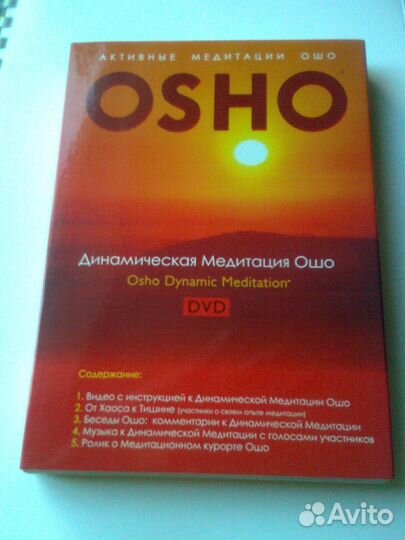 АКТИВНЫЕ МЕДИТАЦИИ ОШО
OSHO
Динамическая Медитация Ошо
Osho Dynamic Meditation
DVD
Содержание:
1. Видео с инструкцией к Динамической Медитации Ошо
2. От Хаоса к Тишине (участники о своем опыте медитации)
3. Беседы Ошо: комментарии к Динамической Медитации
4. Музыка к Динамической Медитации с голосами участников
5. Ролик о Медитационном курорте Ошо
Avito